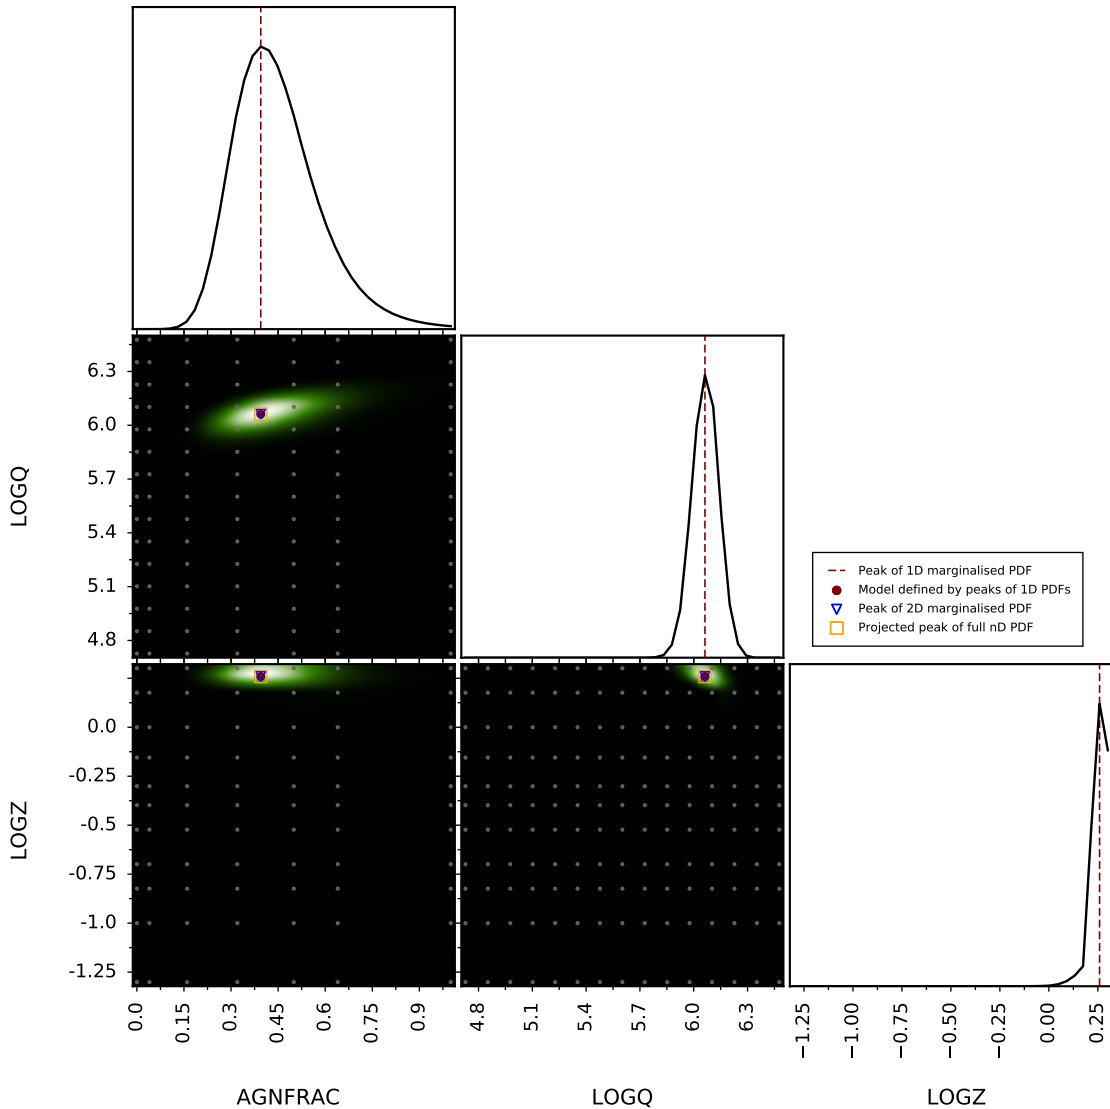 6.3
6.0
5.7
5.4
5.1
4.8
LOGQ
Peak of 1D marginalised PDF
Model defined by peaks of 1D PDFs
Peak of 2D marginalised PDF
Projected peak of full nD PDF
0.0
-0.25
-0.5
-0.75
-1.0
-1.25
LOGZ
0.0 0.15 0.3 0.45 0.6 0.75 0.9
4.8 5.1 5.4 5.7 6.0 6.3
−1.25 −1.00 −0.75 −0.50 −0.25 0.00 0.25
AGNFRAC LOGQ LOGZ